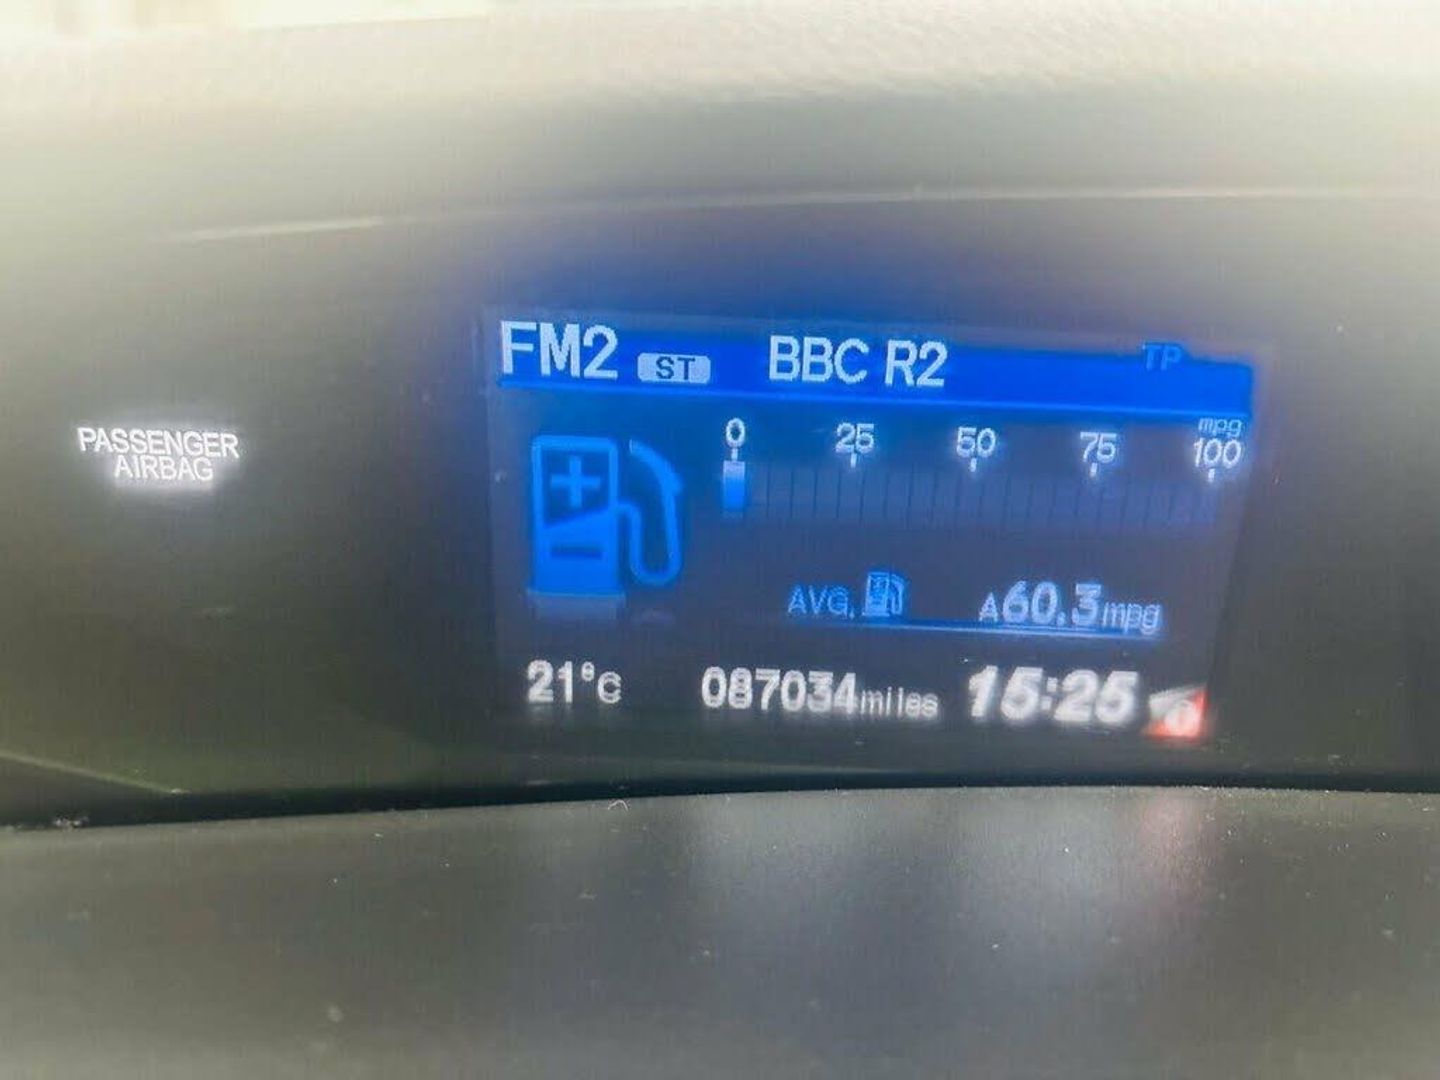 FM2 ST BBC R2 TP
mpg
0 25 50 75 100
PASSENGER
AIRBAG
AVG. A60.3mpg
21°C 087034miles 15:25